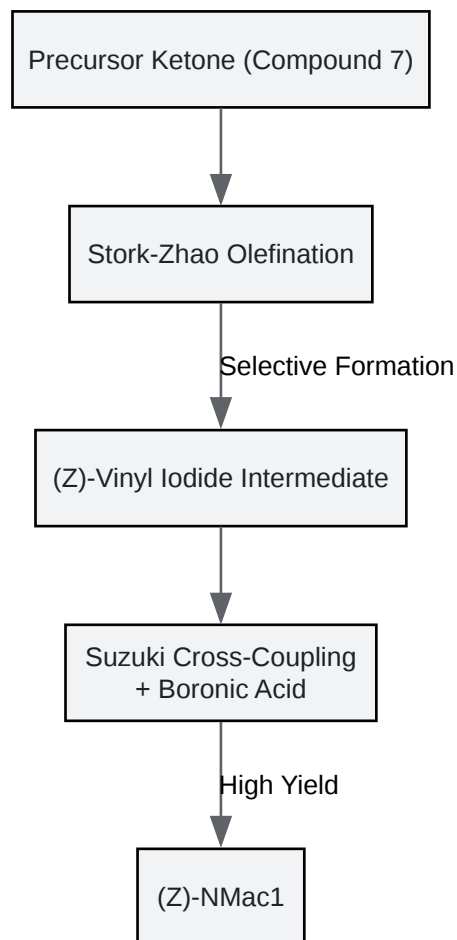 Precursor Ketone (Compound 7)
Stork-Zhao Olefination
Selective Formation
(Z)-Vinyl Iodide Intermediate
Suzuki Cross-Coupling
+ Boronic Acid
High Yield
(Z)-NMac1